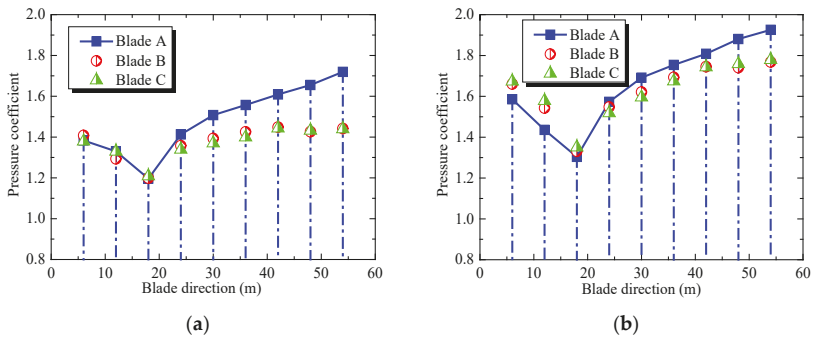 2.0
1.8
1.6
1.4
1.2
1.0
0.8
Pressure coefficient
Blade A
Blade B
Blade C
0 10 20 30 40 50 60
Blade direction (m)
(a)
2.0
1.8
1.6
1.4
1.2
1.0
0.8
Pressure coefficient
Blade A
Blade B
Blade C
0 10 20 30 40 50 60
Blade direction (m)
(b)